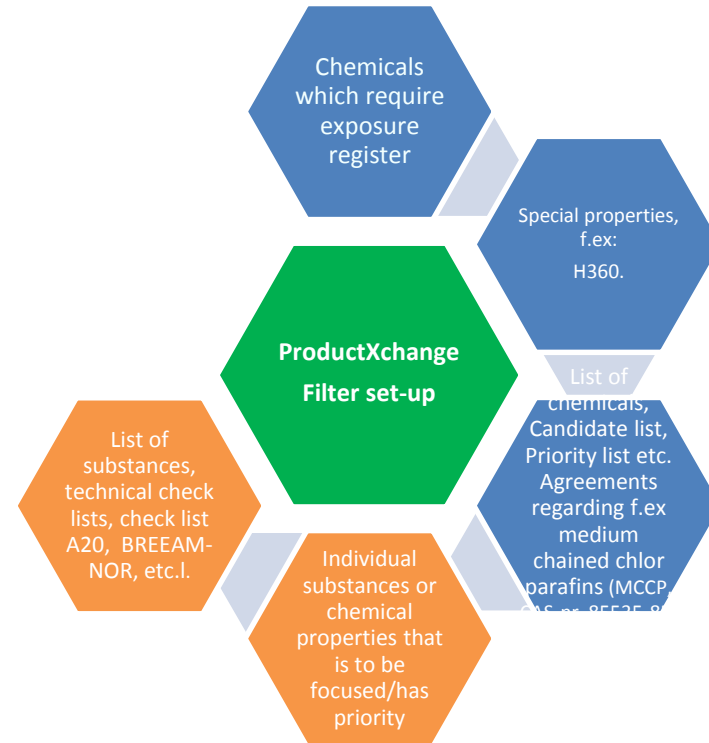 Chemicals
which require
exposure
register
Special properties,
f.ex:
H360.
ProductXchange
Filter set-up
List of
chemicals,
Candidate list,
Priority list etc.
Agreements
regarding f.ex
medium
chained chlor
parafins (MCCP,
List of
substances,
technical check
lists, check list
A20, BREEAM-
NOR, etc.l.
Individual
substances or
chemical
properties that
is to be
focused/has
priority